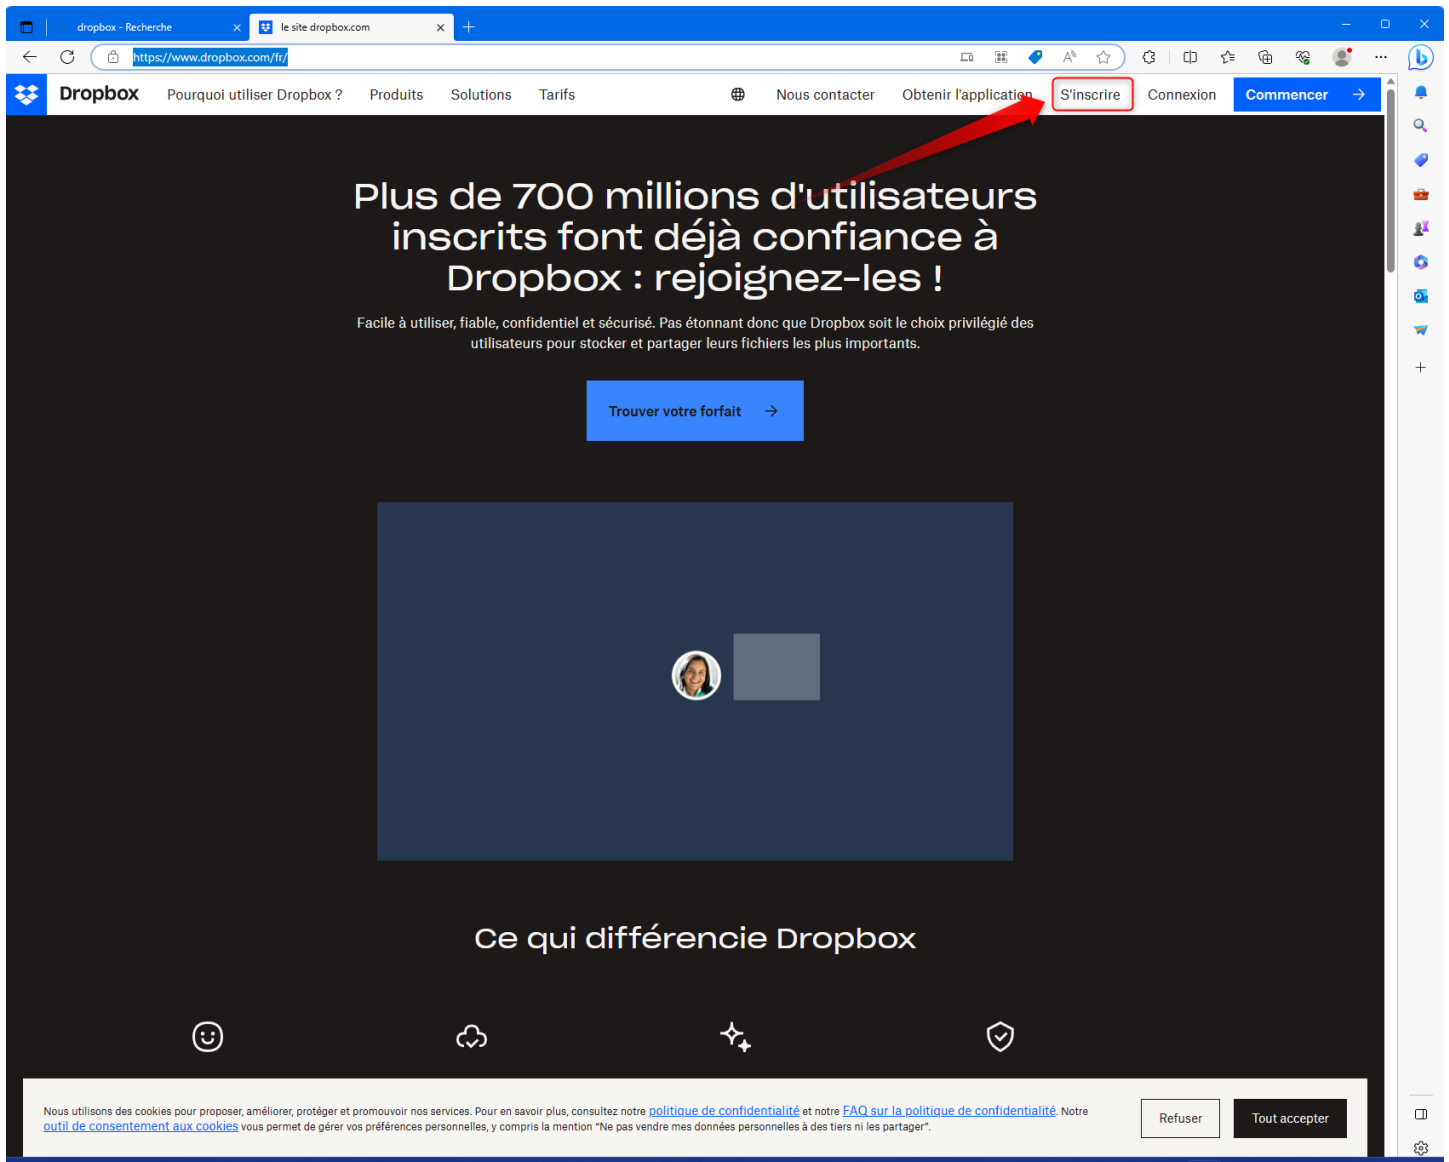 dropbox - Recherche
le site dropbox.com
https://www.dropbox.com/fr/
Dropbox Pourquoi utiliser Dropbox ? Produits Solutions Tarifs Nous contacter Obtenir l'application S'inscrire Connexion Commencer
Plus de 700 millions d'utilisateurs
inscrits font déjà confiance à
Dropbox : rejoignez-les !
Facile à utiliser, fiable, confidentiel et sécurisé. Pas étonnant donc que Dropbox soit le choix privilégié des
utilisateurs pour stocker et partager leurs fichiers les plus importants.
Trouver votre forfait
Ce qui différencie Dropbox
Nous utilisons des cookies pour proposer, améliorer, protéger et promouvoir nos services. Pour en savoir plus, consultez notre politique de confidentialité et notre FAQ sur la politique de confidentialité. Notre
outil de consentement aux cookies vous permet de gérer vos préférences personnelles, y compris la mention “Ne pas vendre mes données personnelles à des tiers ni les
partager”.
Refuser
Tout accepter